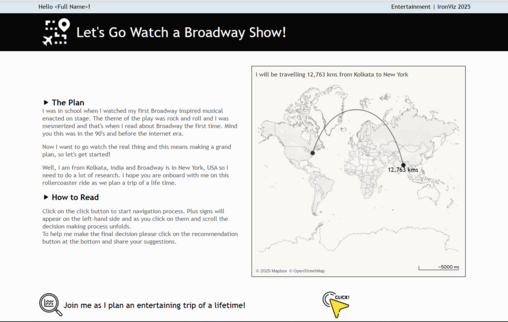 Hello <Full Name>!
Entertainment | IronViz 2025
Let's Go Watch a Broadway Show!
I will be travelling 12,763 kms from Kolkata to New York
▶ The Plan
I was in school when I watched my first Broadway inspired musical
enacted on stage. The theme of the play was rock and roll and I was
mesmerized and that's when I read about Broadway the first time. Mind
you this was in the 90's and before the internet era.
Now I want to go watch the real thing and this means making a grand
plan, so let's get started!
Well, I am from Kolkata, India and Broadway is in New York, USA so I
need to do a lot of research. I hope you are onboard with me on this
rollercoaster ride as we plan a trip of a life time.
▶ How to Read
Click on the click button to start navigation process. Plus signs will
appear on the left-hand side and as you click on them and scroll the
decision making process unfolds.
To help me make the final decision please click on the recommendation
button at the bottom and share your suggestions.
12,763 kms
© 2025 Mapbox © OpenStreetMap
~5000 mi
Join me as I plan an entertaining trip of a lifetime!
CLICK!